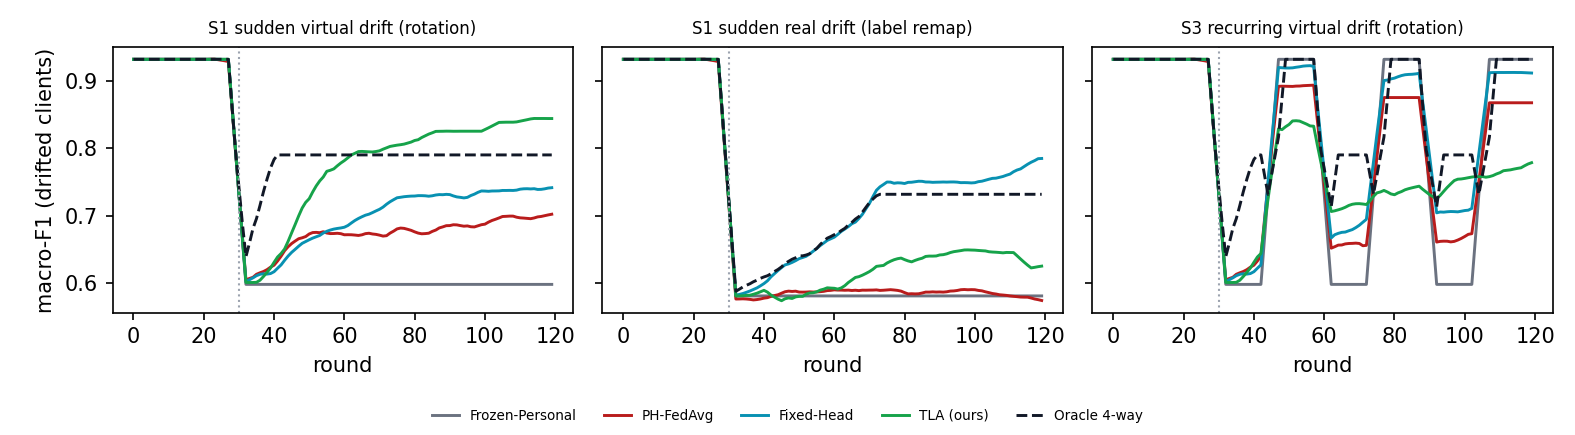 S1 sudden virtual drift (rotation)
S1 sudden real drift (label remap)
S3 recurring virtual drift (rotation)
macro-F1 (drifted clients)
0.9
0.8
0.7
0.6
0 20 40 60 80 100 120
0 20 40 60 80 100 120
0 20 40 60 80 100 120
round
round
round
Frozen-Personal PH-FedAvg Fixed-Head TLA (ours) Oracle 4-way